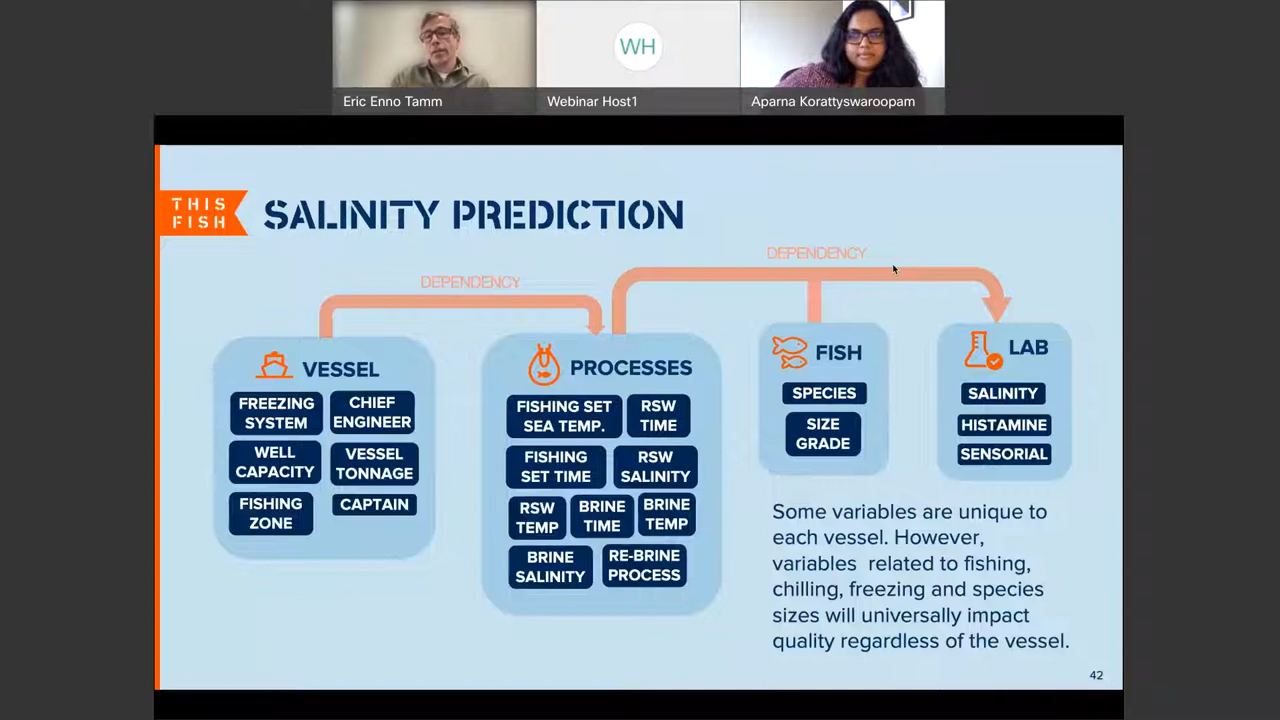 WH
Eric Enno Tamm
Webinar Host1
Aparna Korattyswaroopam
THIS
FISH
SALINITY PREDICTION
DEPENDENCY
DEPENDENCY
VESSEL
FREEZING
SYSTEM
CHIEF
ENGINEER
WELL
CAPACITY
VESSEL
TONNAGE
FISHING
ZONE
CAPTAIN
PROCESSES
FISHING SET
SEA TEMP.
RSW
TIME
FISHING
SET TIME
RSW
SALINITY
RSW
TEMP
BRINE
TIME
BRINE
TEMP
BRINE
SALINITY
RE-BRINE
PROCESS
FISH
SPECIES
SIZE
GRADE
LAB
SALINITY
HISTAMINE
SENSORIAL
Some variables are unique to
each vessel. However,
variables related to fishing,
chilling, freezing and species
sizes will universally impact
quality regardless of the vessel.
42